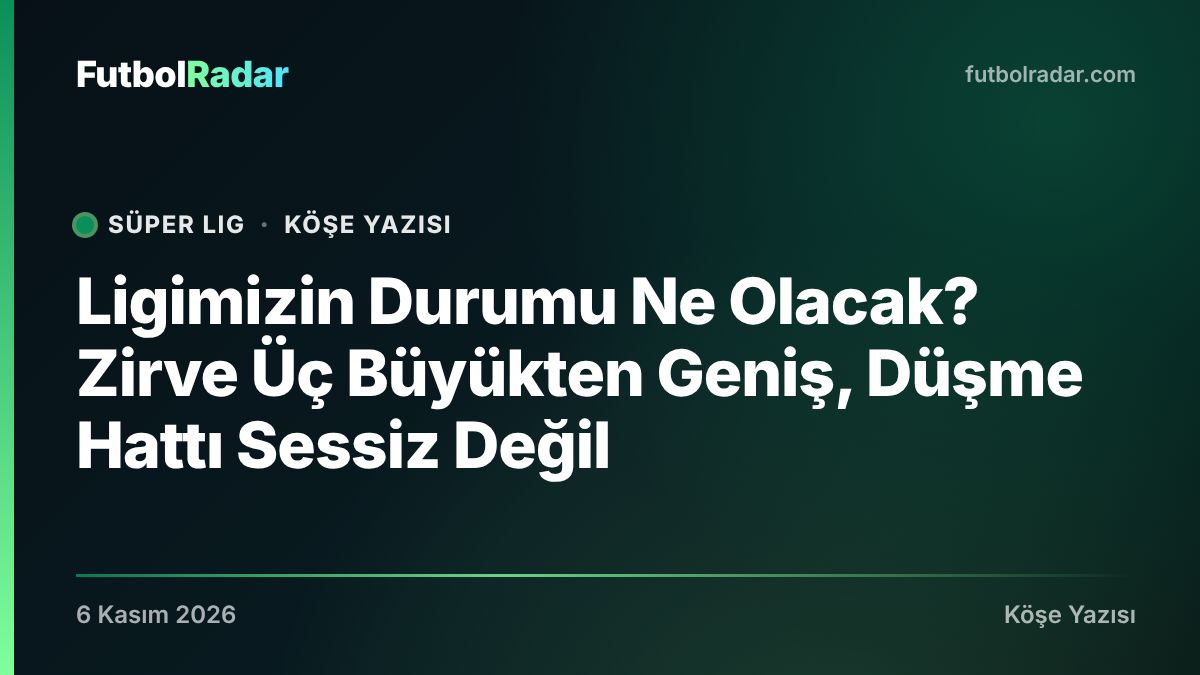 FutbolRadar
futbolradar.com
SÜPER LIG · KÖŞE YAZISI
Ligimizin Durumu Ne Olacak?
Zirve Üç Büyükten Geniş, Düşme
Hattı Sessiz Değil
6 Kasım 2026
Köşe Yazısı